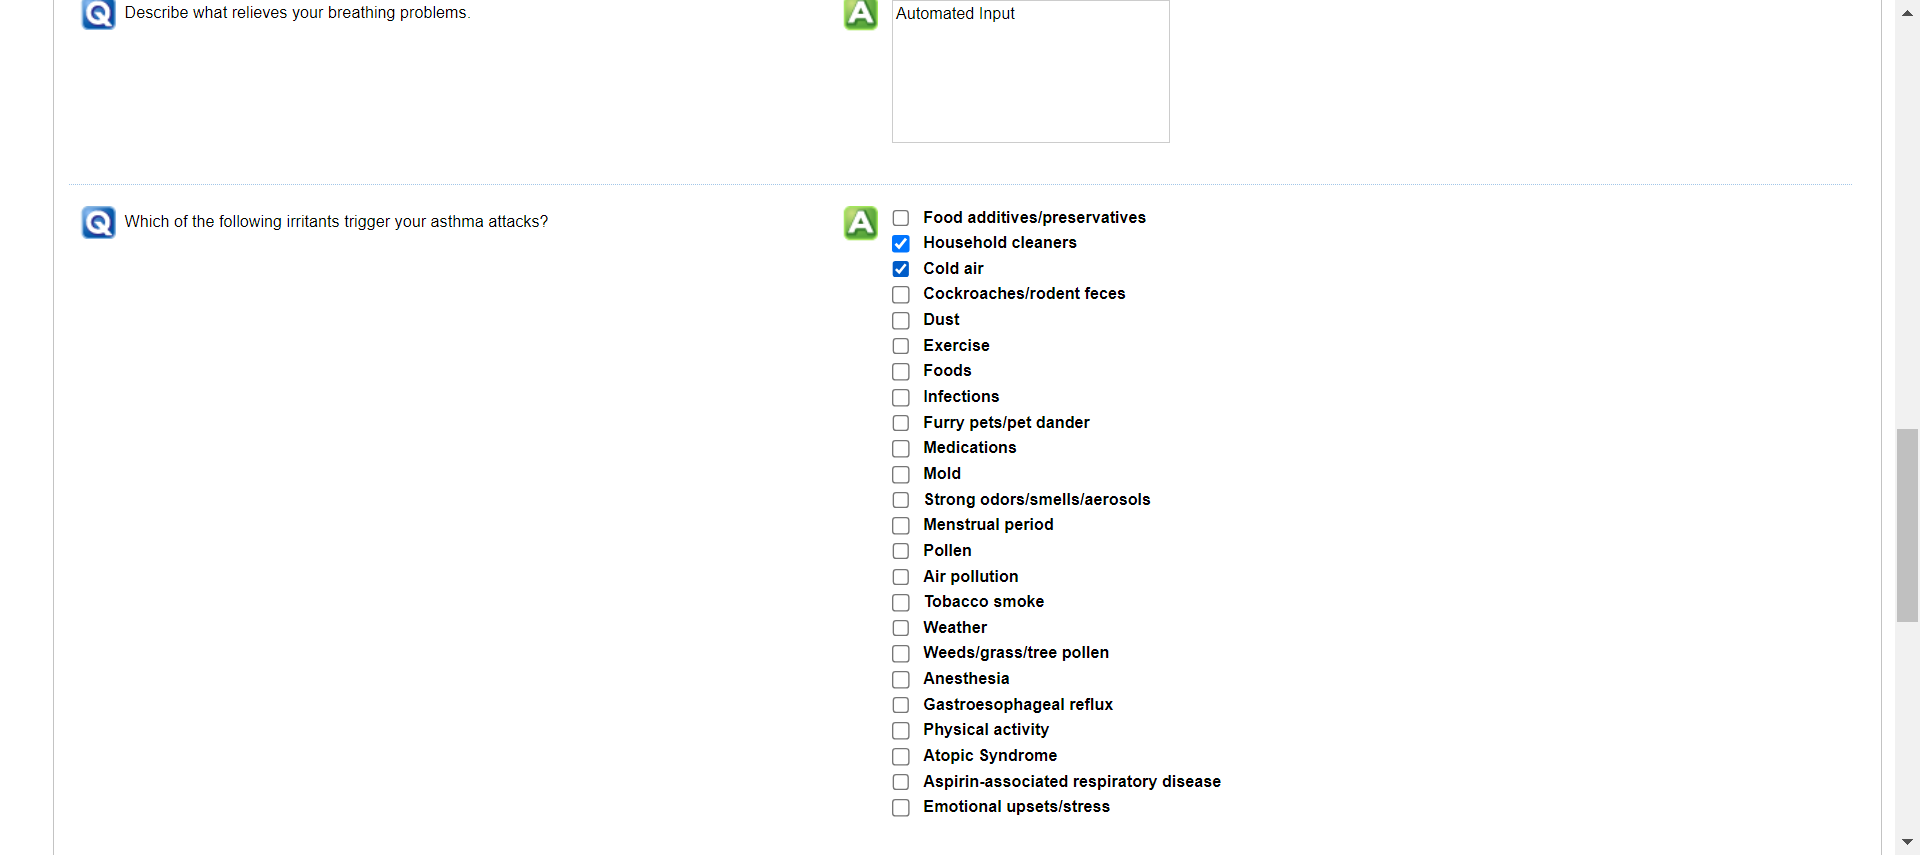 Q Describe what relieves your breathing problems.
A Automated Input
Q Which of the following irritants trigger your asthma attacks?
A Food additives/preservatives
Household cleaners
Cold air
Cockroaches/rodent feces
Dust
Exercise
Foods
Infections
Furry pets/pet dander
Medications
Mold
Strong odors/smells/aerosols
Menstrual period
Pollen
Air pollution
Tobacco smoke
Weather
Weeds/grass/tree pollen
Anesthesia
Gastroesophageal reflux
Physical activity
Atopic Syndrome
Aspirin-associated respiratory disease
Emotional upsets/stress